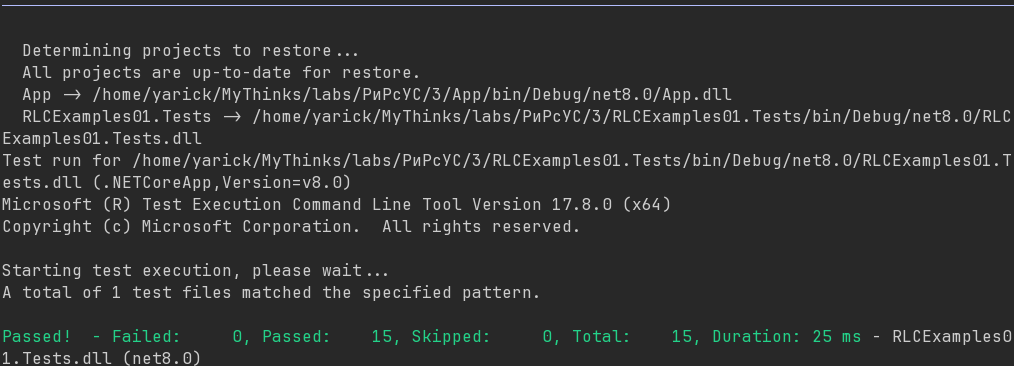 Determining projects to restore...
  All projects are up-to-date for restore.
  App -> /home/yarick/MyThinks/labs/РиРсУС/3/App/bin/Debug/net8.0/App.dll
  RLCExamples01.Tests -> /home/yarick/MyThinks/labs/РиРсУС/3/RLCExamples01.Tests/bin/Debug/net8.0/RLC
Examples01.Tests.dll
Test run for /home/yarick/MyThinks/labs/РиРсУС/3/RLCExamples01.Tests/bin/Debug/net8.0/RLCExamples01.T
ests.dll (.NETCoreApp,Version=v8.0)
Microsoft (R) Test Execution Command Line Tool Version 17.8.0 (x64)
Copyright (c) Microsoft Corporation.  All rights reserved.

Starting test execution, please wait...
A total of 1 test files matched the specified pattern.

Passed!  - Failed:     0, Passed:    15, Skipped:     0, Total:    15, Duration: 25 ms - RLCExamples0
1.Tests.dll (net8.0)